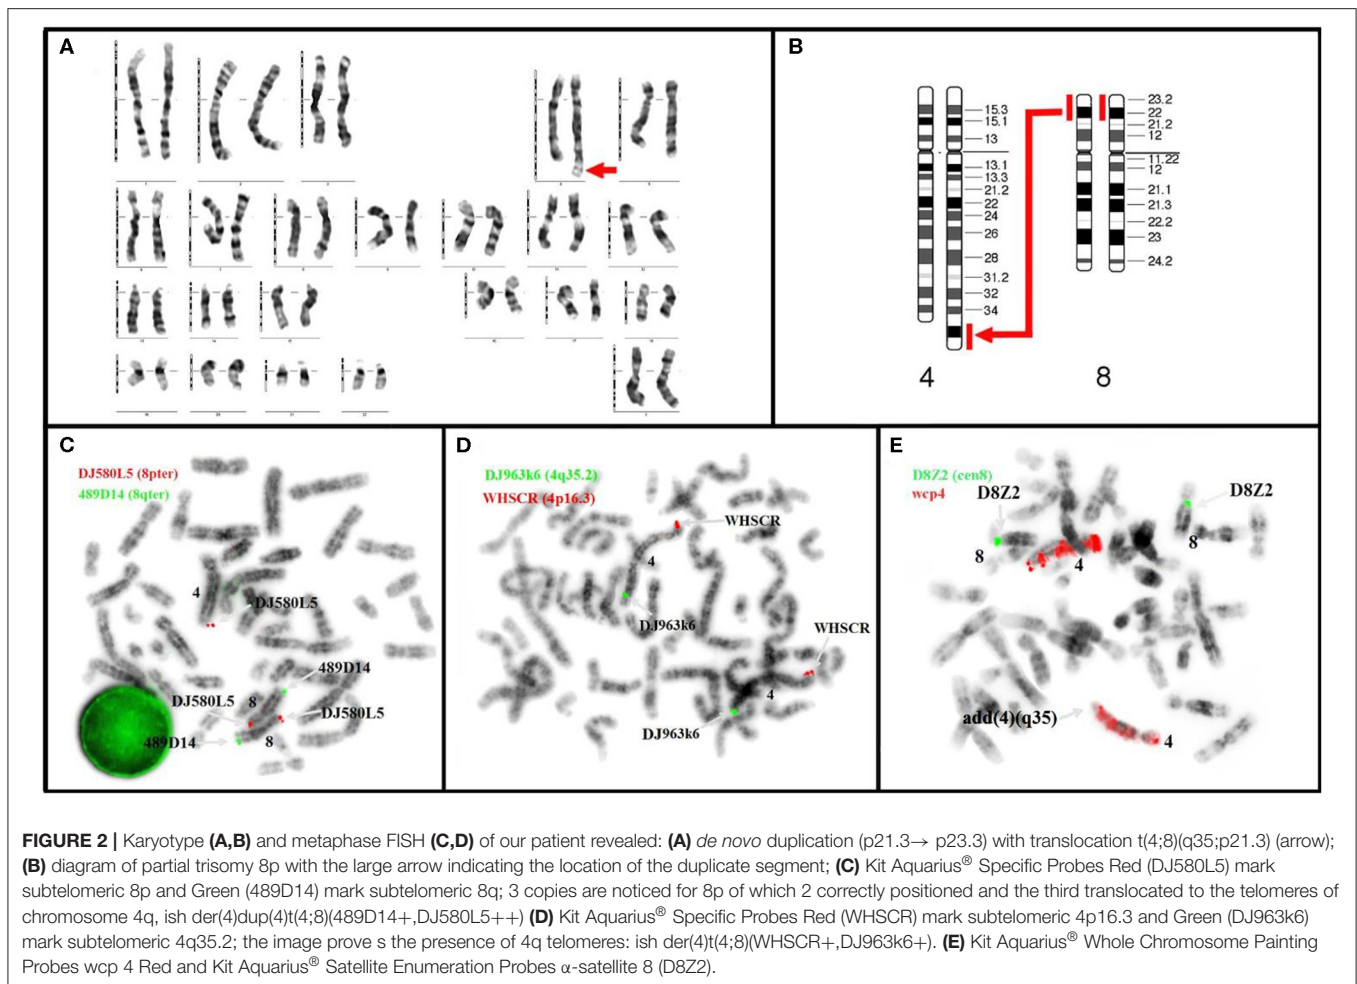 A
B
15.3
15.1
13
13.1
13.3
21.2
22
24
26
28
31.2
32
34
4
23.2
22
21.2
12
11.22
12
21.1
21.3
22.2
23
24.2
8
C
DJ580L5 (8pter)
489D14 (8qter)
4
DJ580L5
489D14
DJ580L5
8
DJ580L5
489D14
8
D
DJ963k6 (4q35.2)
WHSCR (4p16.3)
WHSCR
4
DJ963k6
WHSCR
4
DJ963k6
E
D8Z2 (cen8)
wcp4
D8Z2
D8Z2
8
4
8
add(4)(q35)
4
FIGURE 2 | Karyotype (A,B) and metaphase FISH (C,D) of our patient revealed: (A) de novo duplication (p21.3→ p23.3) with translocation t(4;8)(q35;p21.3) (arrow);
(B) diagram of partial trisomy 8p with the large arrow indicating the location of the duplicate segment; (C) Kit Aquarius® Specific Probes Red (DJ580L5) mark
subtelomeric 8p and Green (489D14) mark subtelomeric 8q; 3 copies are noticed for 8p of which 2 correctly positioned and the third translocated to the telomeres of
chromosome 4q, ish der(4)dup(4)t(4;8)(489D14+,DJ580L5++) (D) Kit Aquarius® Specific Probes Red (WHSCR) mark subtelomeric 4p16.3 and Green (DJ963k6)
mark subtelomeric 4q35.2; the image prove s the presence of 4q telomeres: ish der(4)t(4;8)(WHSCR+,DJ963k6+). (E) Kit Aquarius® Whole Chromosome Painting
Probes wcp 4 Red and Kit Aquarius® Satellite Enumeration Probes α-satellite 8 (D8Z2).